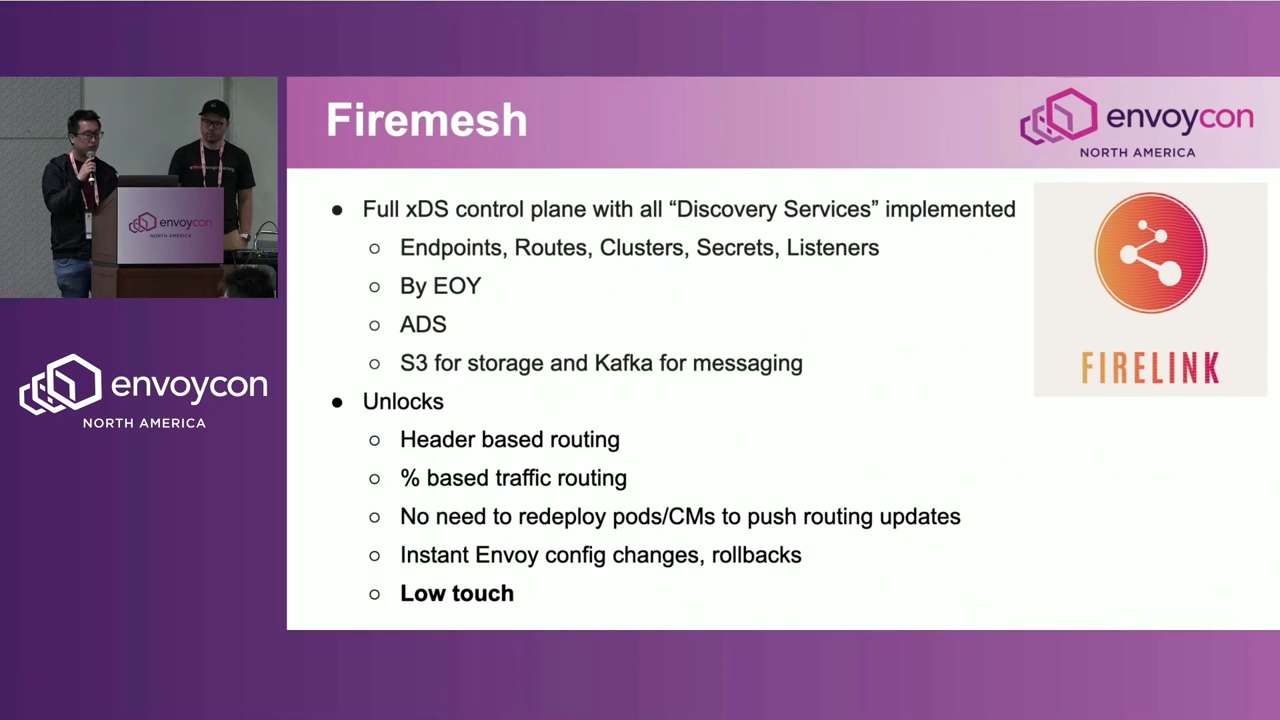 Firemesh
envoycon
NORTH AMERICA
● Full xDS control plane with all “Discovery Services” implemented
○ Endpoints, Routes, Clusters, Secrets, Listeners
○ By EOY
○ ADS
○ S3 for storage and Kafka for messaging
● Unlocks
○ Header based routing
○ % based traffic routing
○ No need to redeploy pods/CMs to push routing updates
○ Instant Envoy config changes, rollbacks
○ Low touch
FIRELINK
envoycon
NORTH AMERICA
envoycon
NORTH AMERICA